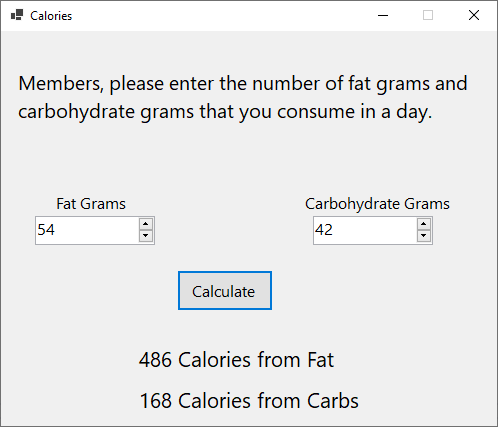 Calories
Members, please enter the number of fat grams and
carbohydrate grams that you consume in a day.
Fat Grams
Carbohydrate Grams
54
42
Calculate
486 Calories from Fat
168 Calories from Carbs